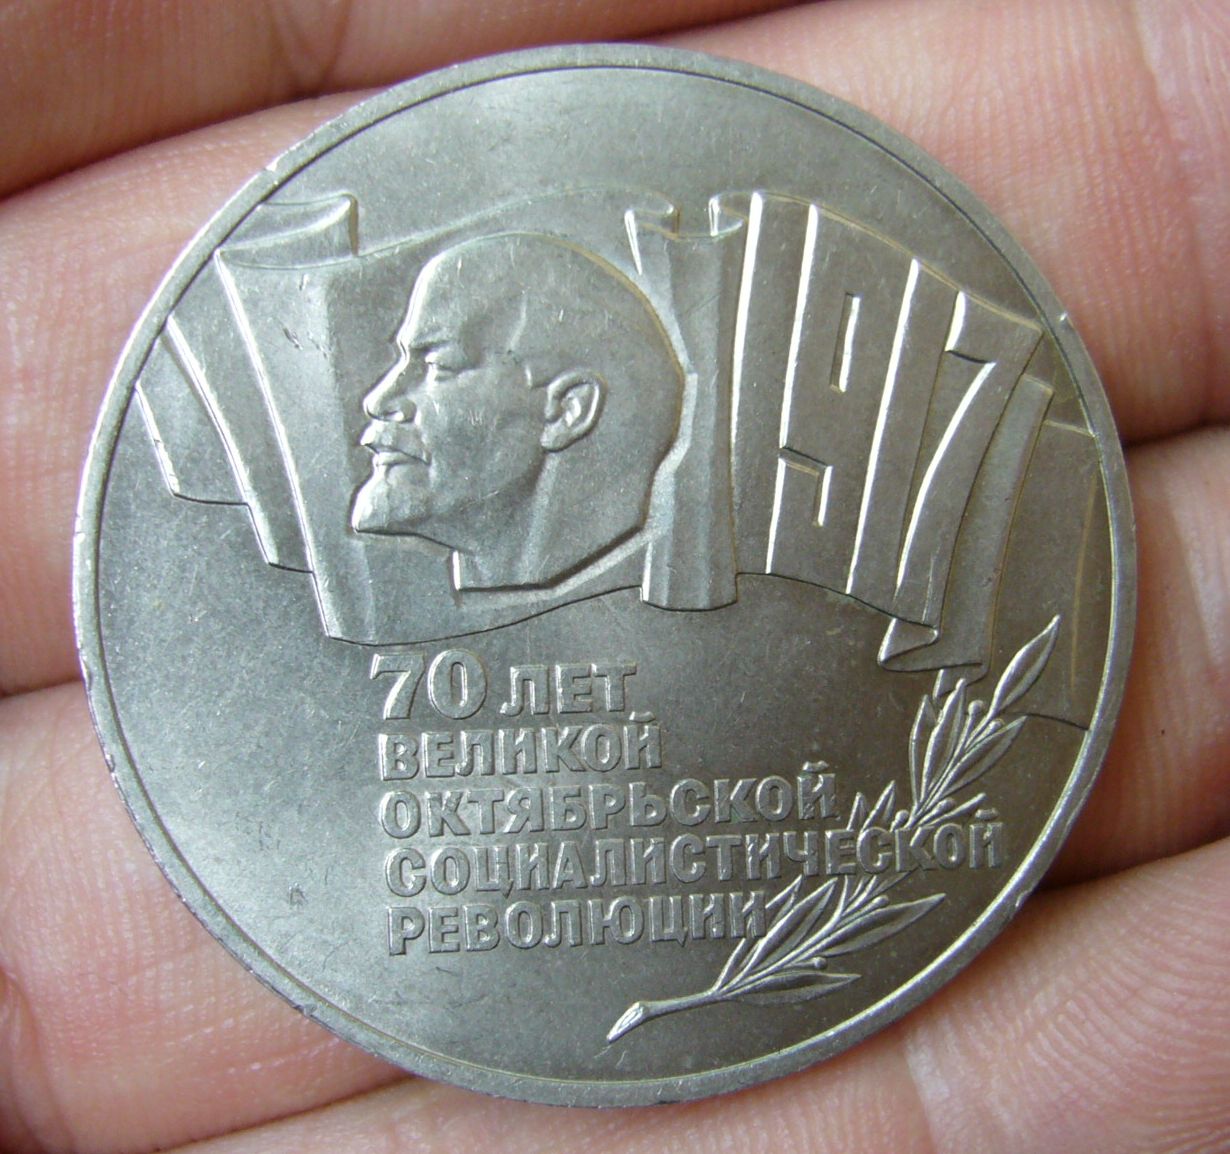 1917
70 ЛЕТ
ВЕЛИКОЙ
ОКТЯБРЬСКОЙ
СОЦИАЛИСТИЧЕСКОЙ
РЕВОЛЮЦИИ